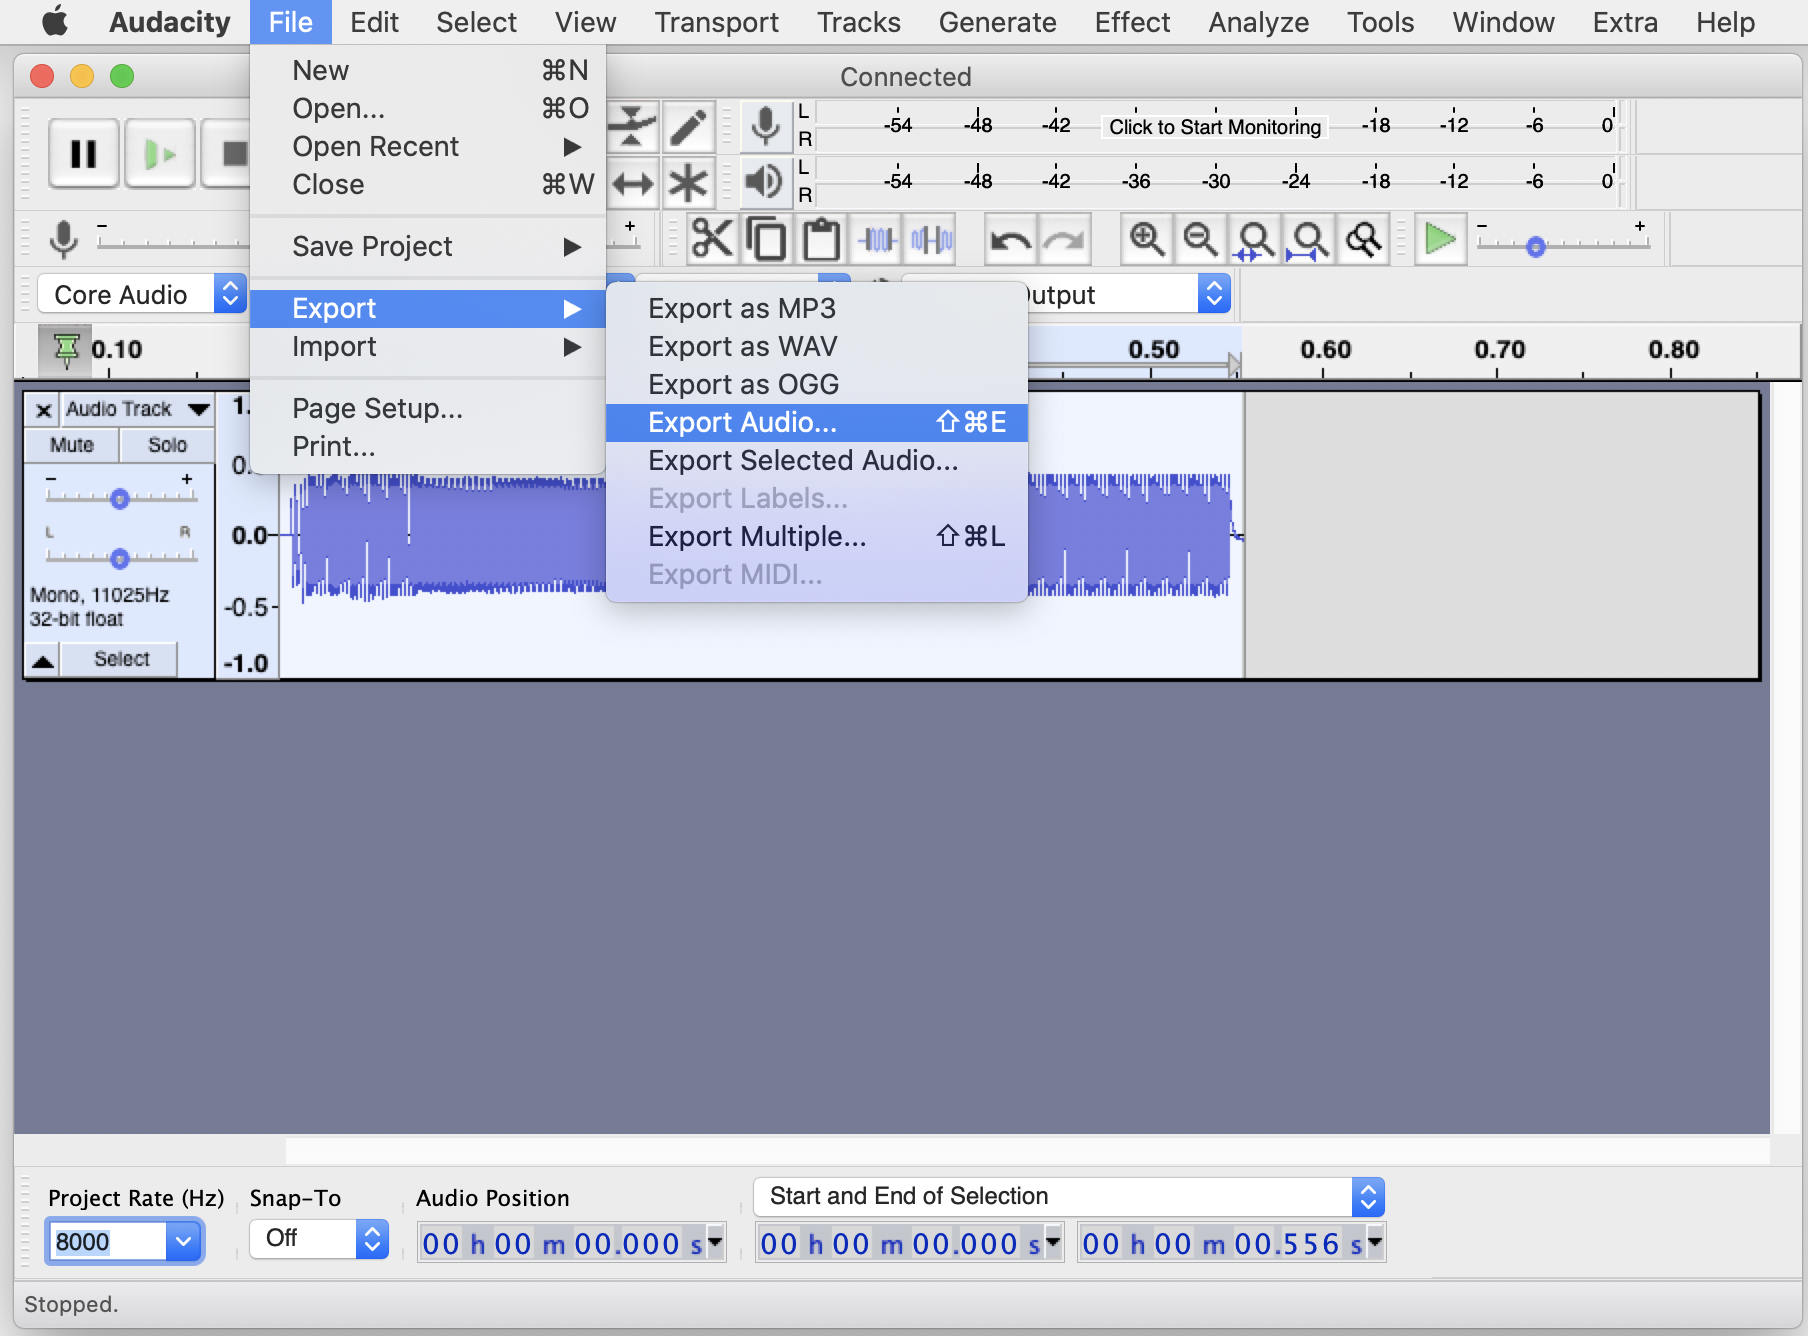 Audacity File Edit Select View Transport Tracks Generate Effect Analyze Tools Window Extra Help
Connected
New ⌘N
Open... ⌘O
Open Recent ▶
Close ⌘W
Save Project ▶
Export ▶
Import ▶
Page Setup...
Print...
Export as MP3
Export as WAV
Export as OGG
Export Audio... ⇧⌘E
Export Selected Audio...
Export Labels...
Export Multiple... ⇧⌘L
Export MIDI...
L
R
-54 -48 -42 Click to Start Monitoring -18 -12 -6 0
L
R
-54 -48 -42 -36 -30 -24 -18 -12 -6 0
- +
- +
Core Audio
utput
0.10 0.50 0.60 0.70 0.80
x Audio Track ▼
Mute Solo
- +
L R
Mono, 11025Hz
32-bit float
Select
1.
0.
0.0
-0.5
-1.0
Project Rate (Hz) Snap-To Audio Position Start and End of Selection
8000 Off 00 h 00 m 00.000 s 00 h 00 m 00.000 s 00 h 00 m 00.556 s
Stopped.